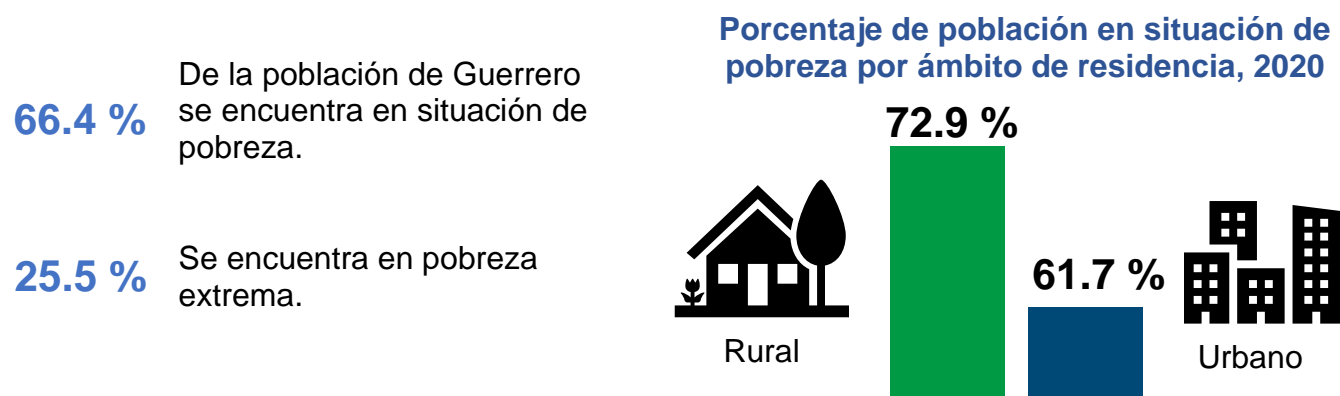 66.4 %
De la población de Guerrero
se encuentra en situación de
pobreza.
25.5 %
Se encuentra en pobreza
extrema.
Porcentaje de población en situación de
pobreza por ámbito de residencia, 2020
72.9 %
61.7 %
Rural
Urbano